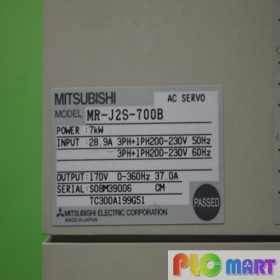 MITSUBISHI AC SERVO
MODEL MR-J2S-700B
POWER :7kW
INPUT :28.9A 3PH+1PH200-230V 50Hz
3PH+1PH200-230V 60Hz
OUTPUT:170V 0-360Hz 37.0A
SERIAL:S08M39006 CM
TC300A199G51
PASSED
MITSUBISHI ELECTRIC CORPORATION
MADE IN JAPAN
PLC mart